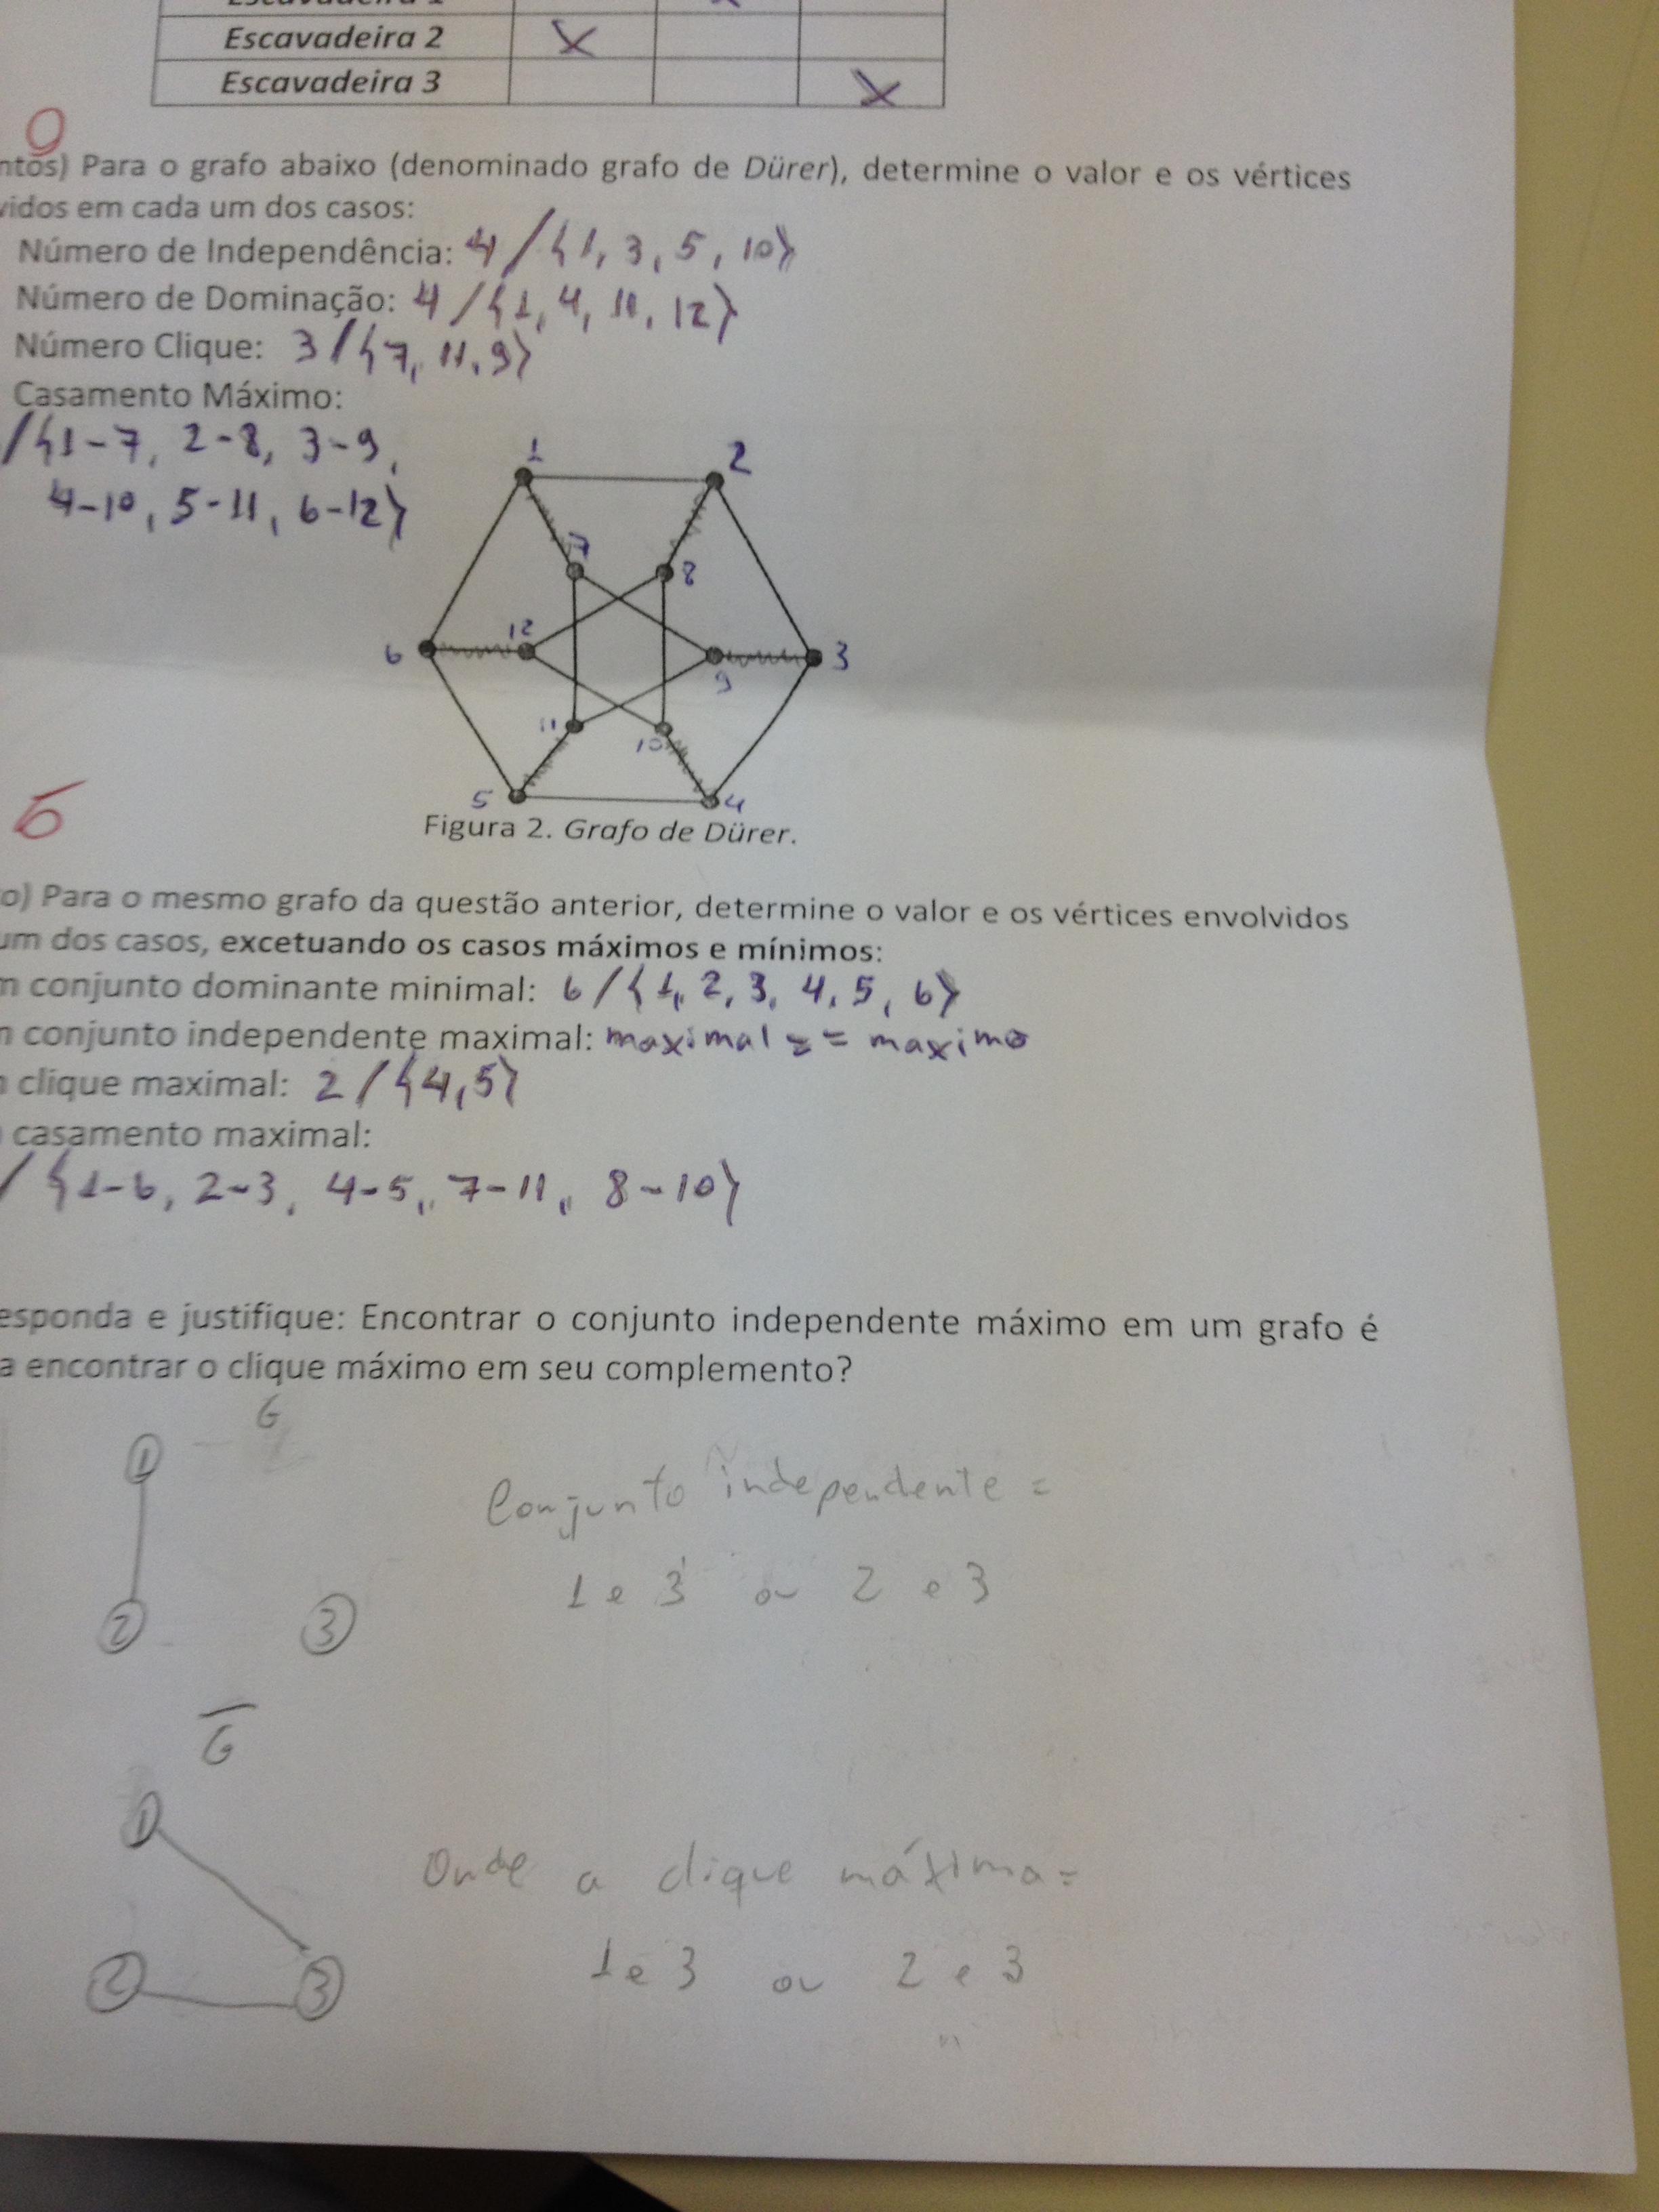 Escavadeira 1
Escavadeira 2 X
Escavadeira 3 X
ntos) Para o grafo abaixo (denominado grafo de Dürer), determine o valor e os vértices
vidos em cada um dos casos:
Número de Independência: 4 / {1, 3, 5, 10}
Número de Dominação: 4 / {1, 4, 11, 12}
Número Clique: 3 / {7, 11, 9}
Casamento Máximo:
/ {1-7, 2-8, 3-9,
4-10, 5-11, 6-12}
1 2
7 8
6 12 9 3
11 10
5 4
Figura 2. Grafo de Dürer.
o) Para o mesmo grafo da questão anterior, determine o valor e os vértices envolvidos
um dos casos, excetuando os casos máximos e mínimos:
m conjunto dominante minimal: 6 / {1, 2, 3, 4, 5, 6}
m conjunto independente maximal: maximal == maximo
clique maximal: 2 / {4,5}
casamento maximal:
/ {1-6, 2-3, 4-5, 7-11, 8-10}
esponda e justifique: Encontrar o conjunto independente máximo em um grafo é
a encontrar o clique máximo em seu complemento?
G
1
Conjunto independente =
2 3
1 e 3 ou 2 e 3
G
1
Onde a clique máxima=
2 3
1 e 3 ou 2 e 3